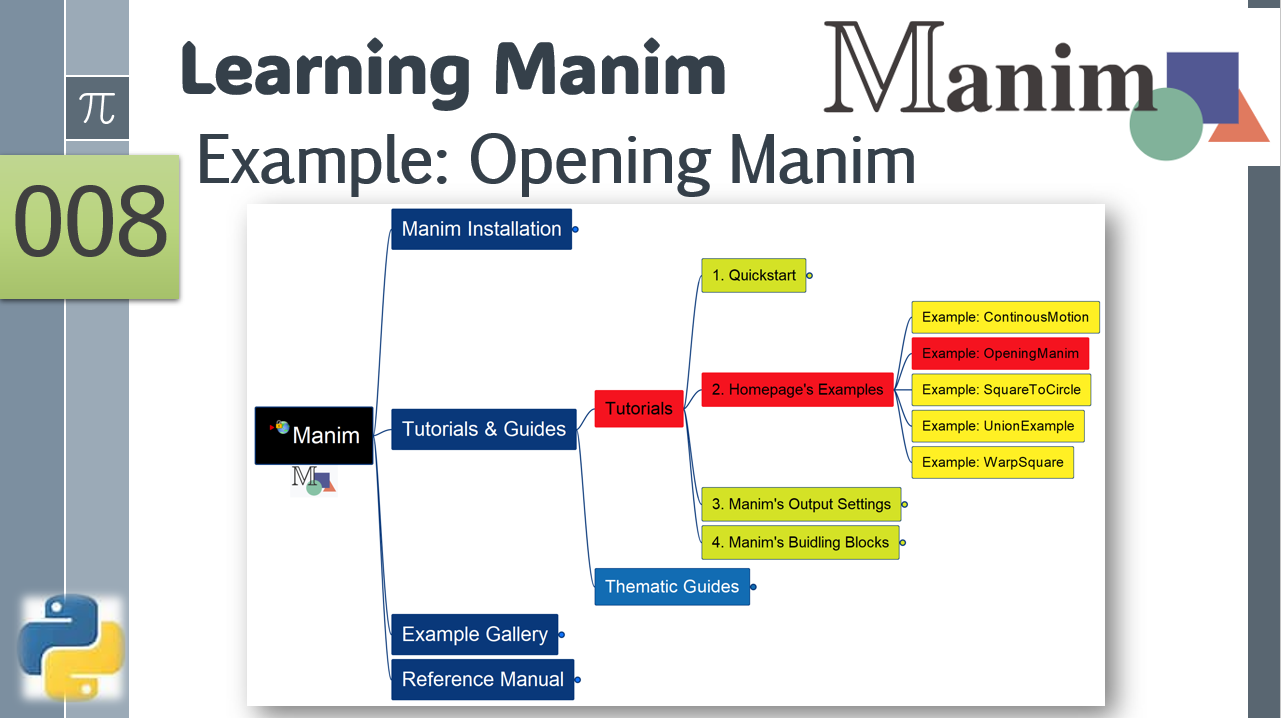 Learning Manim
Manim
π
Example: Opening Manim
008
Manim Installation
1. Quickstart
Example: ContinousMotion
Example: OpeningManim
2. Homepage's Examples
Example: SquareToCircle
Tutorials
Tutorials & Guides
Example: UnionExample
Manim
Example: WarpSquare
M
3. Manim's Output Settings
4. Manim's Buidling Blocks
Thematic Guides
Example Gallery
Reference Manual